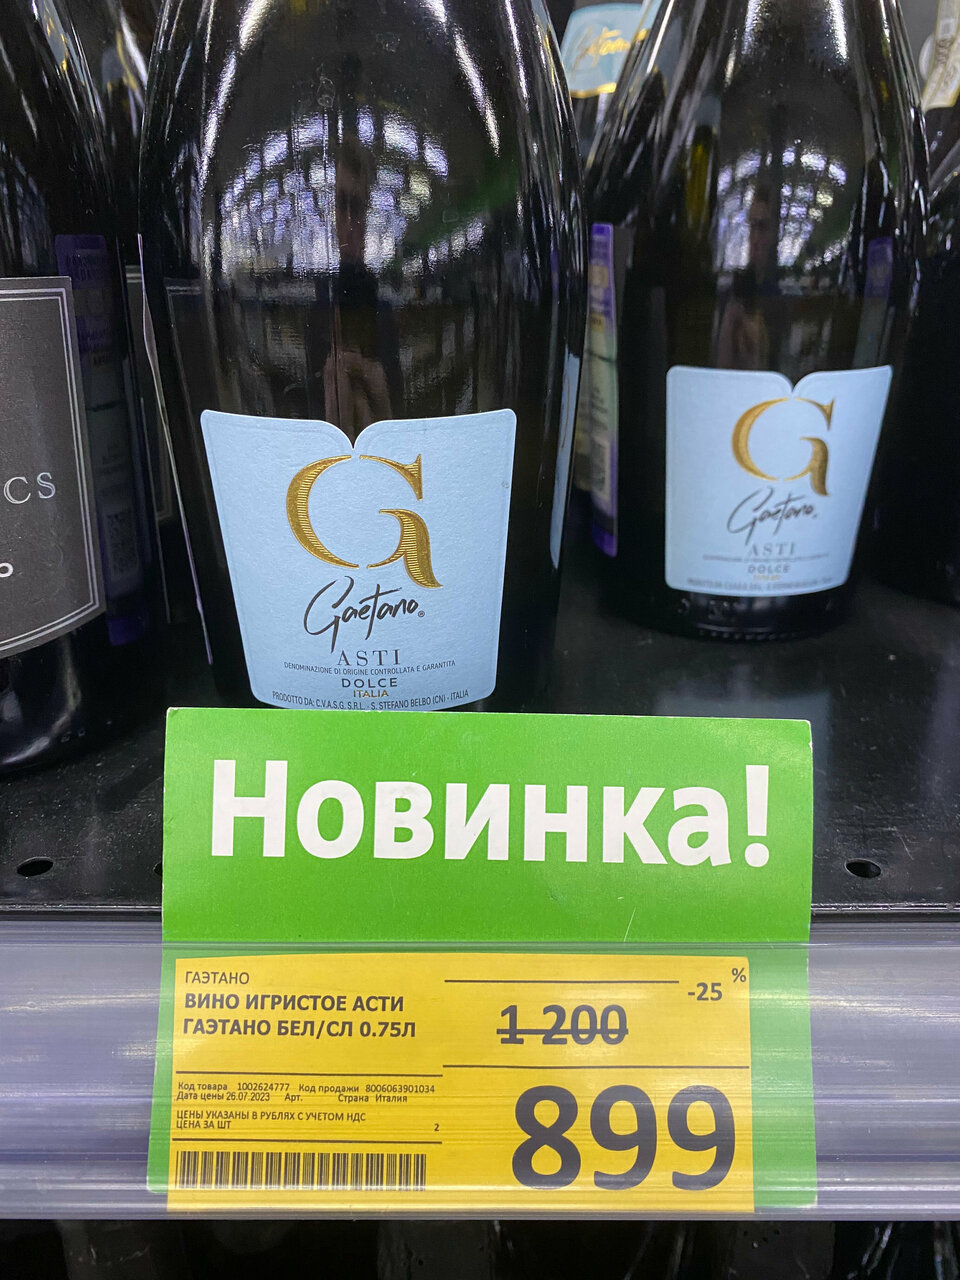 Gaetano
CS
O
G
Gaetano®
ASTI
DENOMINAZIONE DI ORIGINE CONTROLLATA E GARANTITA
DOLCE
ITALIA
PRODOTTO DA: C.V.A.S.G. S.R.L. - S. STEFANO BELBO (CN) - ITALIA
G
Gaetano®
ASTI
DOLCE
Новинка!
ГАЭТАНО
ВИНО ИГРИСТОЕ АСТИ
ГАЭТАНО БЕЛ/СЛ 0.75Л
-25 %
1 200
899
Код товара 1002624777 Код продажи 8006063901034
Дата цены 26.07.2023 Арт. Страна Италия
ЦЕНЫ УКАЗАНЫ В РУБЛЯХ С УЧЕТОМ НДС
ЦЕНА ЗА ШТ 2